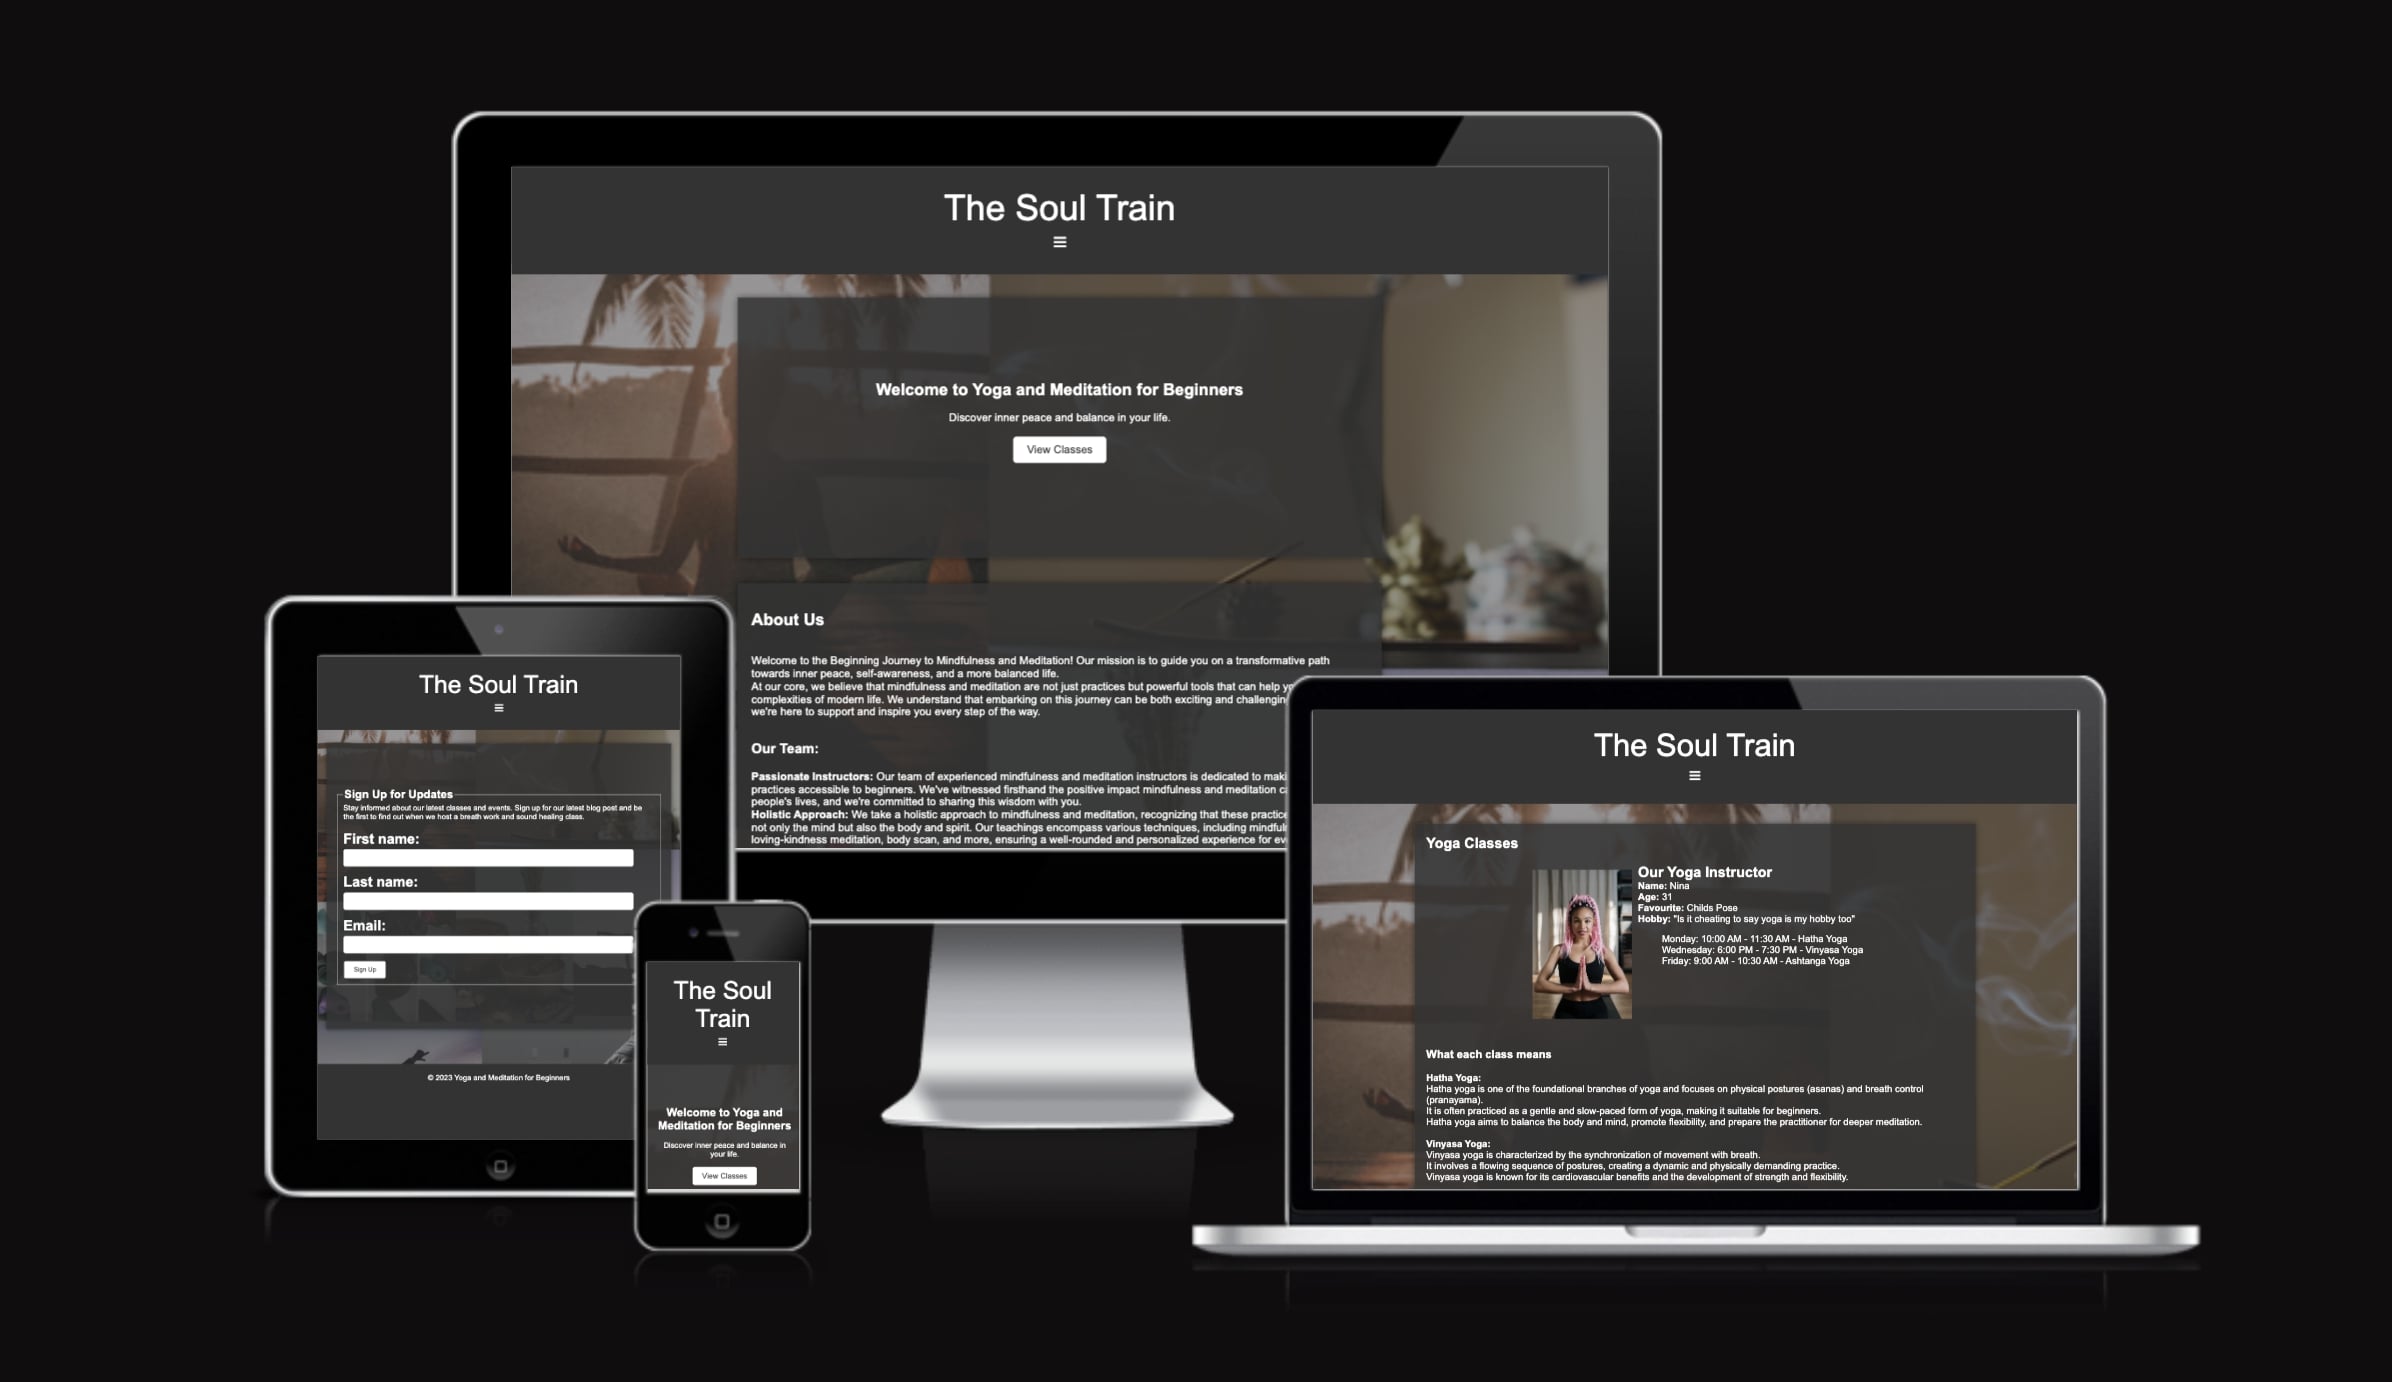 The Soul Train
Welcome to Yoga and Meditation for Beginners
Discover inner peace and balance in your life.
View Classes
About Us
Welcome to the Beginning Journey to Mindfulness and Meditation! Our mission is to guide you on a transformative path
towards inner peace, self-awareness, and a more balanced life.
At our core, we believe that mindfulness and meditation are not just practices but powerful tools that can help
complexities of modern life. We understand that embarking on this journey can be both exciting and challenging
we're here to support and inspire you every step of the way.
Our Team:
Passionate Instructors: Our team of experienced mindfulness and meditation instructors is dedicated to
practices accessible to beginners. We've witnessed firsthand the positive impact mindfulness and meditation
people's lives, and we're committed to sharing this wisdom with you.
Holistic Approach: We take a holistic approach to mindfulness and meditation, recognizing that these
not only the mind but also the body and spirit. Our teachings encompass various techniques, including
loving-kindness meditation, body scan, and more, ensuring a well-rounded and personalized experience for
The Soul Train
Sign Up for Updates
Stay informed about our latest classes and events. Sign up for our latest blog post and be
the first to find out when we host a breath work and sound healing class.
First name:
Last name:
Email:
Sign Up
© 2023 Yoga and Meditation for Beginners
The Soul
Train
Welcome to Yoga and
Meditation for Beginners
Discover inner peace and balance in
your life.
View Classes
The Soul Train
Yoga Classes
Our Yoga Instructor
Name: Nina
Age: 31
Favourite: Childs Pose
Hobby: "Is it cheating to say yoga is my hobby too"
Monday: 10:00 AM - 11:30 AM - Hatha Yoga
Wednesday: 6:00 PM - 7:30 PM - Vinyasa Yoga
Friday: 9:00 AM - 10:30 AM - Ashtanga Yoga
What each class means
Hatha Yoga:
Hatha yoga is one of the foundational branches of yoga and focuses on physical postures (asanas) and breath control
(pranayama).
It is often practiced as a gentle and slow-paced form of yoga, making it suitable for beginners.
Hatha yoga aims to balance the body and mind, promote flexibility, and prepare the practitioner for deeper meditation.
Vinyasa Yoga:
Vinyasa yoga is characterized by the synchronization of movement with breath.
It involves a flowing sequence of postures, creating a dynamic and physically demanding practice.
Vinyasa yoga is known for its cardiovascular benefits and the development of strength and flexibility.